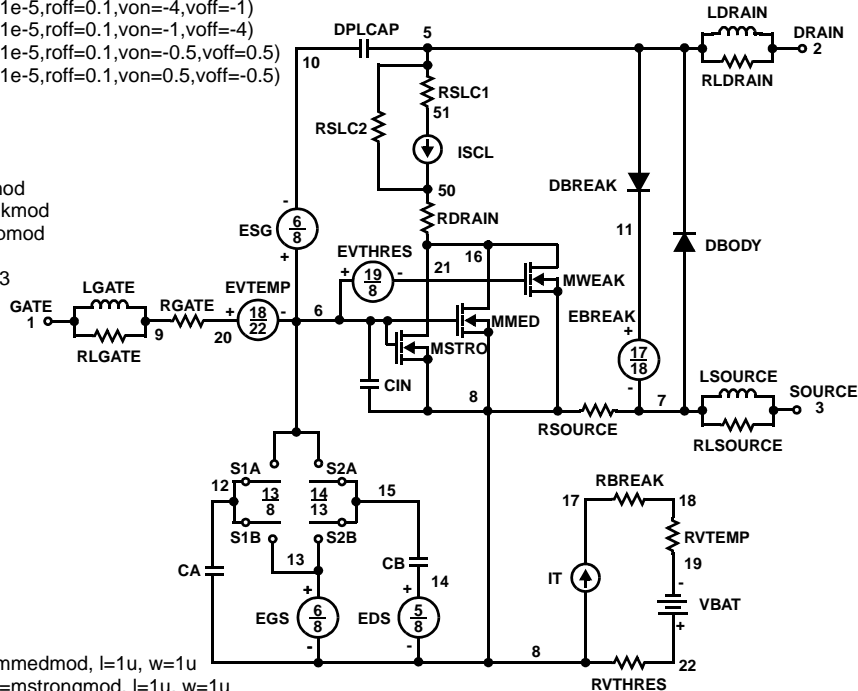 1e-5,roff=0.1,von=-4,voff=-1)
1e-5,roff=0.1,von=-1,voff=-4)
1e-5,roff=0.1,von=-0.5,voff=0.5)
1e-5,roff=0.1,von=0.5,voff=-0.5)
LDRAIN
DPLCAP
5
DRAIN
2
10
RLDRAIN
RSLC1
51
RSLC2
ISCL
50
DBREAK
kmod
omod
RDRAIN
ESG
6
8
11
DBODY
EVTHRES
16
3
19
8
21
MWEAK
LGATE
EVTEMP
GATE
1
RGATE
18
22
6
EBREAK
MMED
9
20
MSTRO
17
18
RLGATE
CIN
LSOURCE
8
7
SOURCE
3
RSOURCE
RLSOURCE
S1A
S2A
12
13
8
14
13
15
RBREAK
17
18
S1B
S2B
RVTEMP
13
CA
CB
14
19
IT
VBAT
EGS
6
8
EDS
5
8
8
22
mmedmod, l=1u, w=1u
=mstrongmod, l=1u, w=1u
RVTHRES